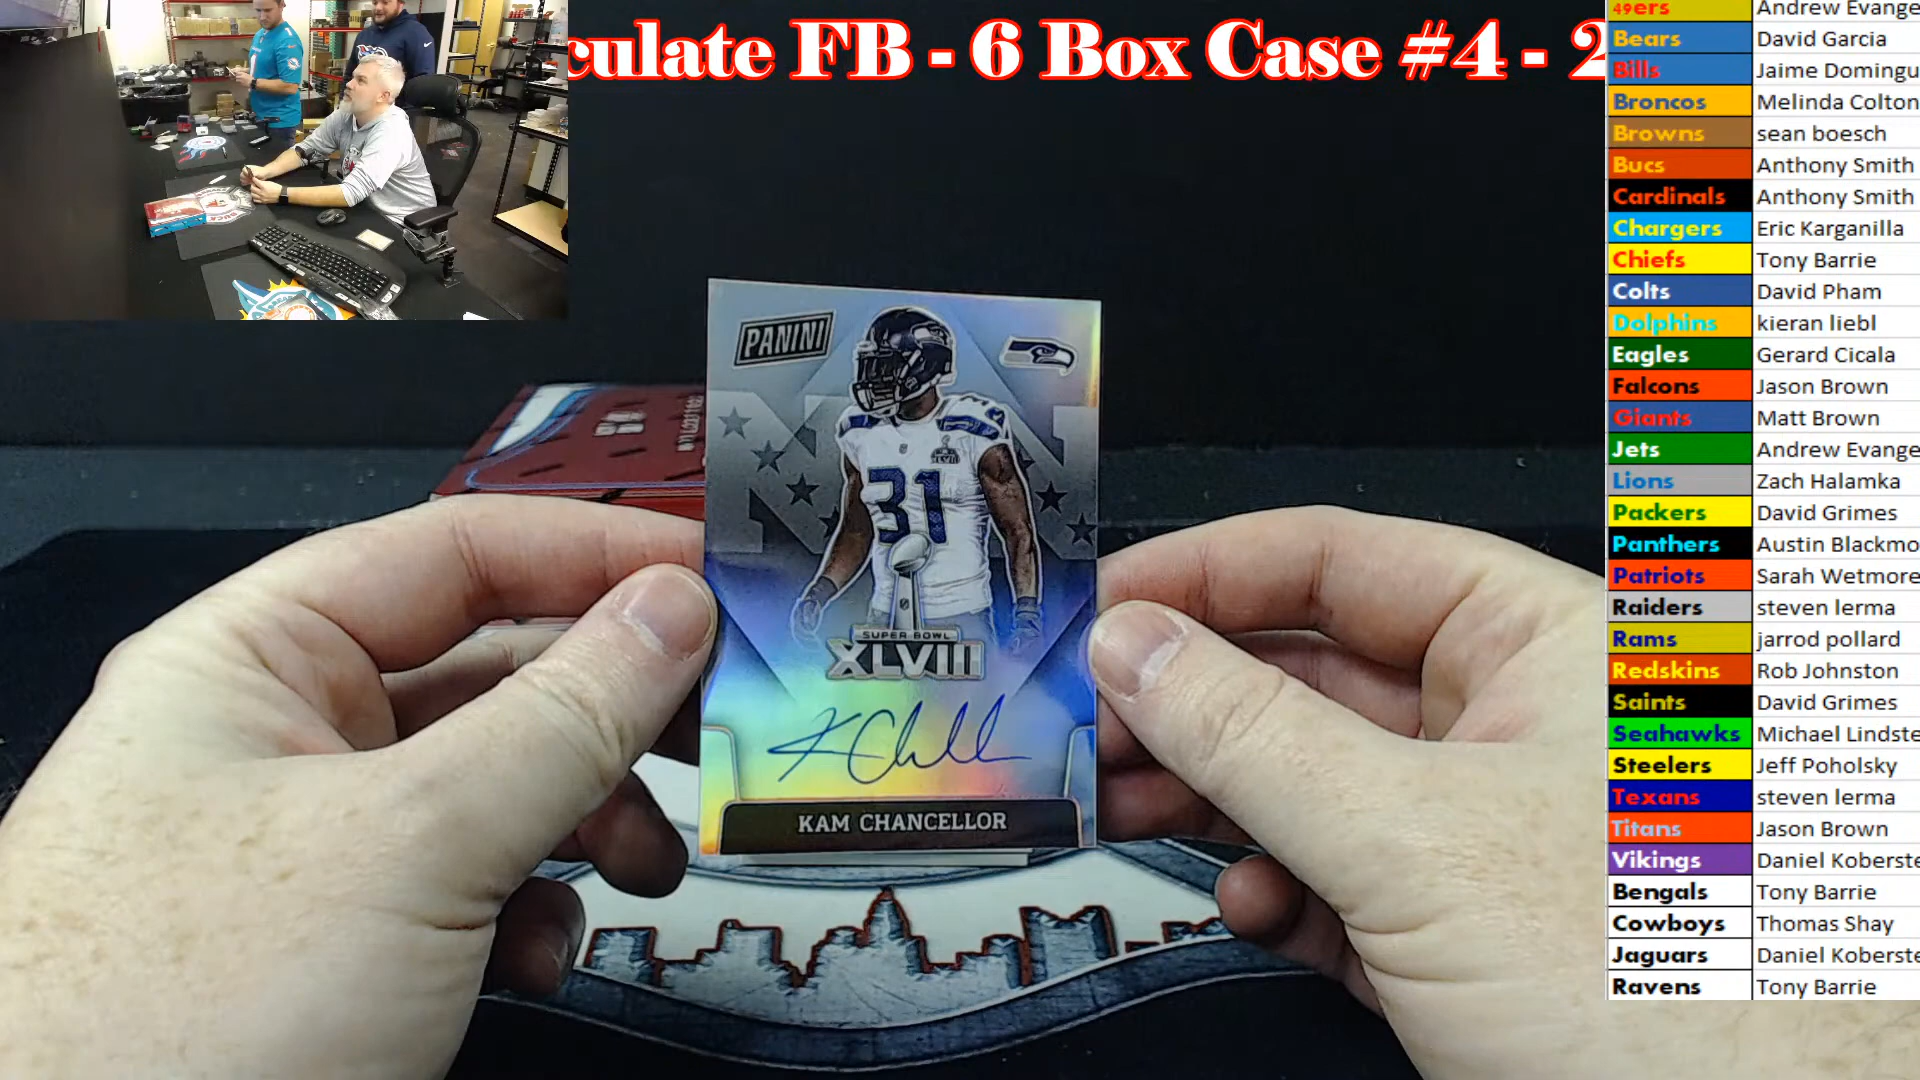 culate FB - 6 Box Case #4 - 2
49ers Andrew Evange
Bears David Garcia
Bills Jaime Domingu
Broncos Melinda Colton
Browns sean boesch
Bucs Anthony Smith
Cardinals Anthony Smith
Chargers Eric Karganilla
Chiefs Tony Barrie
Colts David Pham
Dolphins kieran liebl
Eagles Gerard Cicala
Falcons Jason Brown
Giants Matt Brown
Jets Andrew Evange
Lions Zach Halamka
Packers David Grimes
Panthers Austin Blackmo
Patriots Sarah Wetmore
Raiders steven lerma
Rams jarrod pollard
Redskins Rob Johnston
Saints David Grimes
Seahawks Michael Lindste
Steelers Jeff Poholsky
Texans steven lerma
Titans Jason Brown
Vikings Daniel Koberste
Bengals Tony Barrie
Cowboys Thomas Shay
Jaguars Daniel Koberste
Ravens Tony Barrie
PANINI
31
SUPER BOWL
XLVIII
K Ch
KAM CHANCELLOR